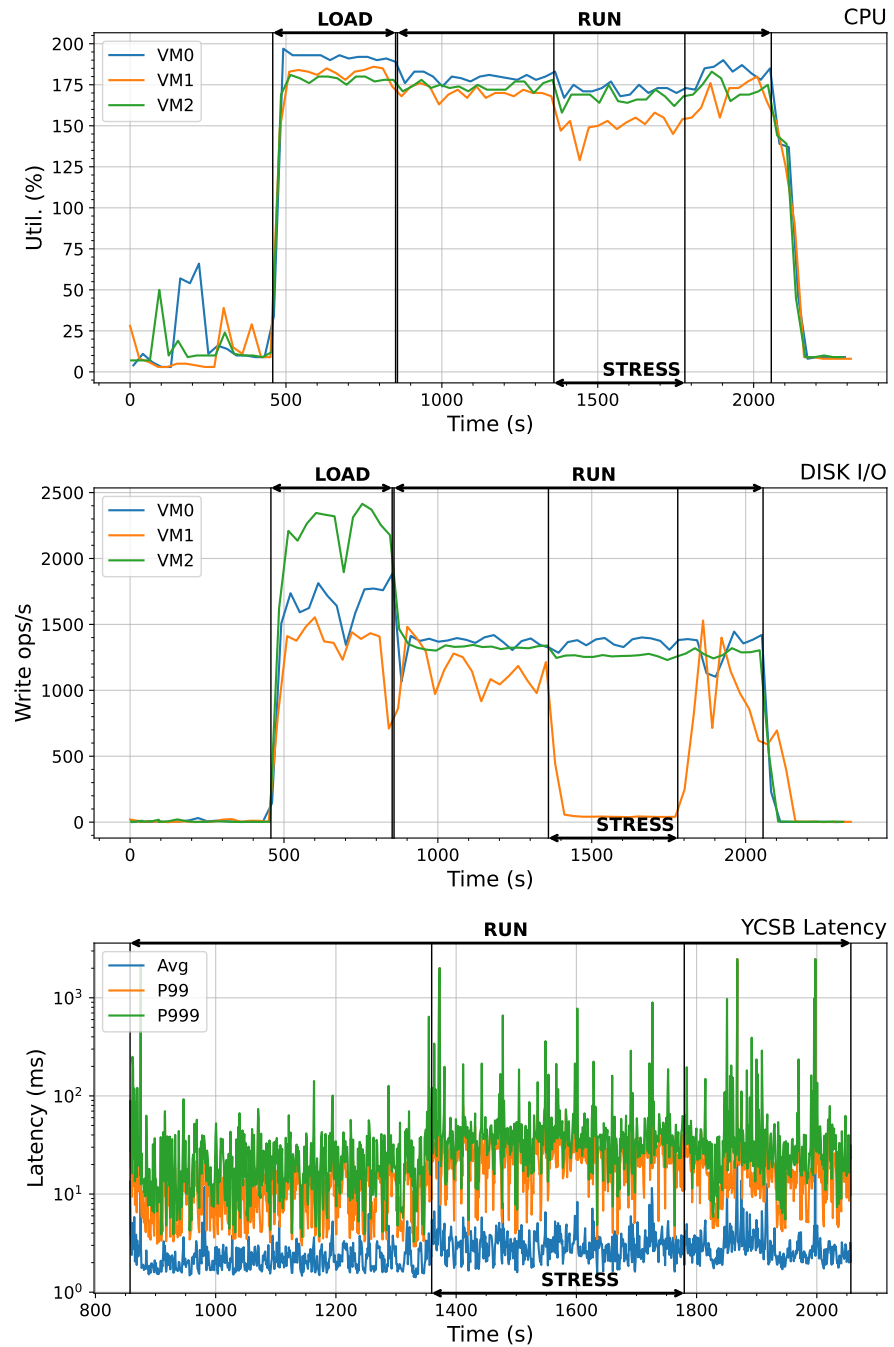 LOAD RUN CPU
200
175
150
125
100
75
50
25
0
Util. (%)
VM0
VM1
VM2
STRESS
0 500 1000 1500 2000
Time (s)
LOAD RUN DISK I/O
2500
2000
1500
1000
500
0
Write ops/s
VM0
VM1
VM2
STRESS
0 500 1000 1500 2000
Time (s)
RUN YCSB Latency
10³
10²
10¹
10⁰
Latency (ms)
Avg
P99
P999
STRESS
800 1000 1200 1400 1600 1800 2000
Time (s)